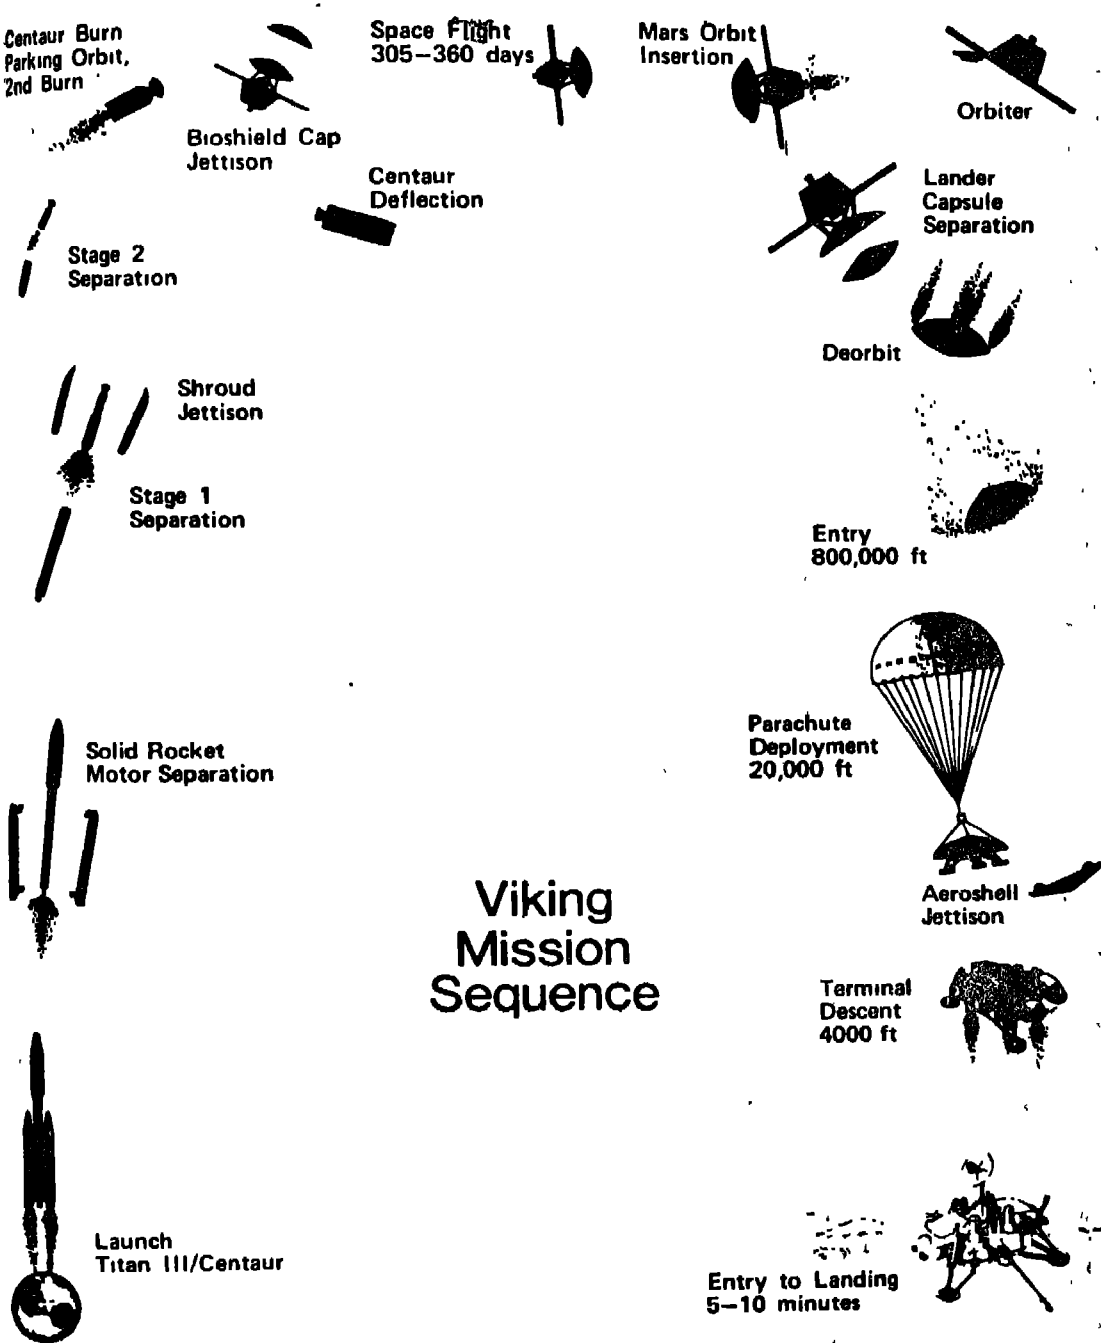 Centaur Burn
Parking Orbit,
2nd Burn
Bioshield Cap
Jettison
Space Flight
305–360 days
Mars Orbit
Insertion
Orbiter
Centaur
Deflection
Lander
Capsule
Separation
Stage 2
Separation
Deorbit
Shroud
Jettison
Stage 1
Separation
Entry
800,000 ft
Solid Rocket
Motor Separation
Parachute
Deployment
20,000 ft
Aeroshell
Jettison
Viking
Mission
Sequence
Terminal
Descent
4000 ft
Launch
Titan III/Centaur
Entry to Landing
5–10 minutes